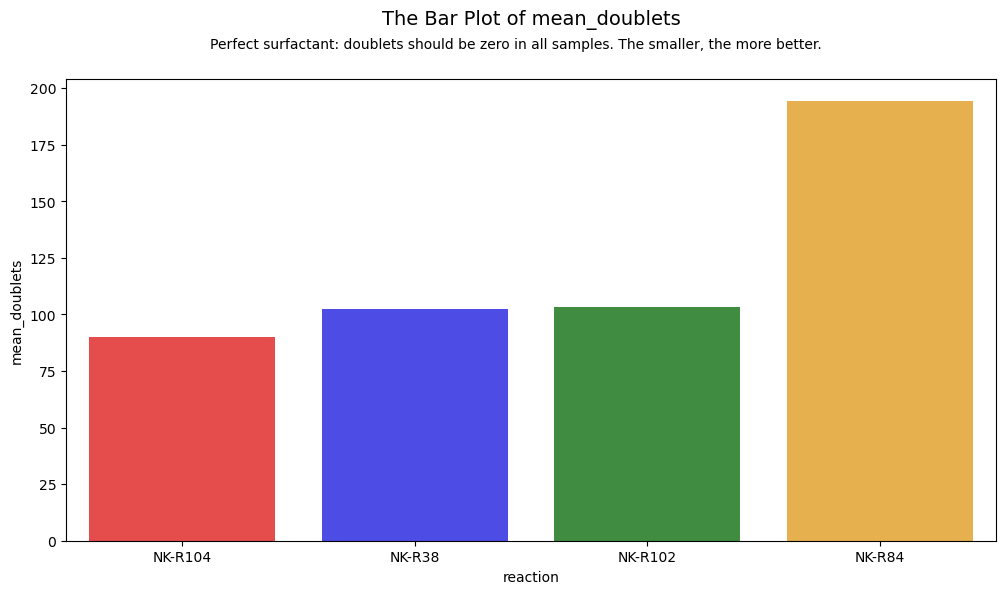 The Bar Plot of mean_doublets
Perfect surfactant: doublets should be zero in all samples. The smaller, the more better.
200
175
150
125
100
75
50
25
0
mean_doublets
NK-R104 NK-R38 NK-R102 NK-R84
reaction